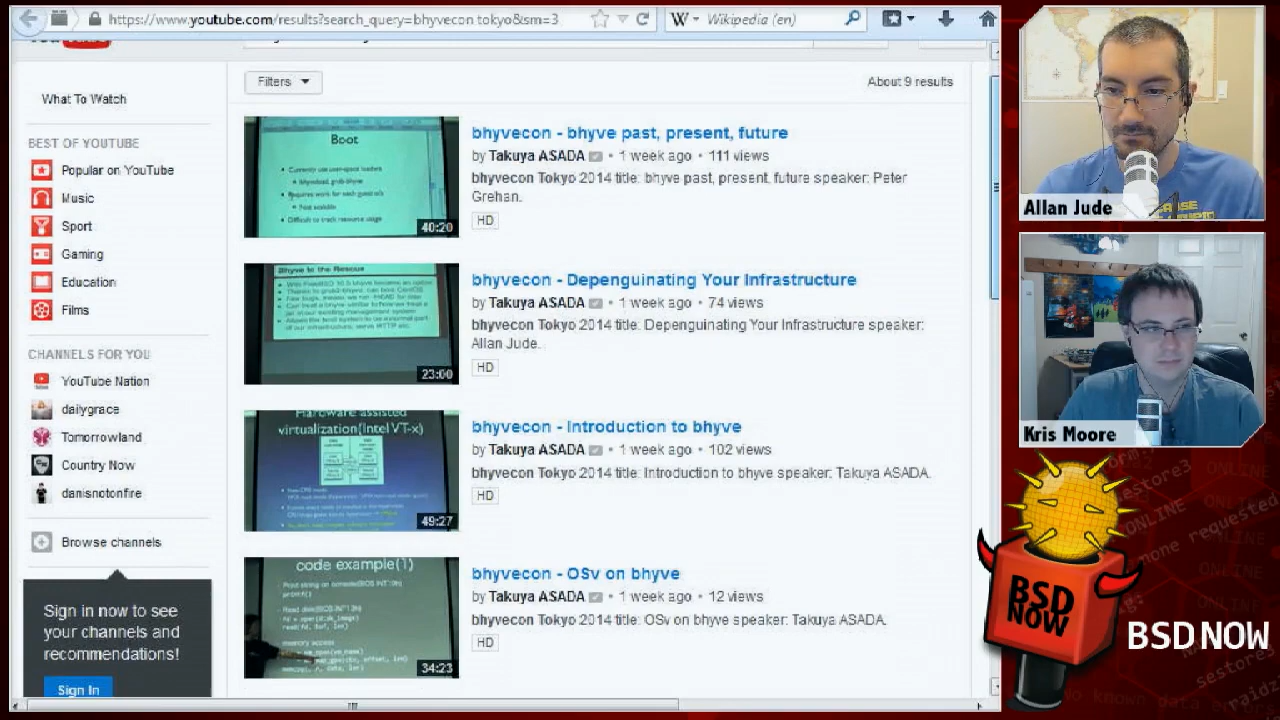 https://www.youtube.com/results?search_query=bhyvecon tokyo&sm=3
Wikipedia (en)
What To Watch
BEST OF YOUTUBE
Popular on YouTube
Music
Sport
Gaming
Education
Films
CHANNELS FOR YOU
YouTube Nation
dailygrace
Tomorrowland
Country Now
danisnotonfire
Browse channels
Sign in now to see
your channels and
recommendations!
Sign In
Filters
About 9 results
Boot
40:20
bhyvecon - bhyve past, present, future
by Takuya ASADA • 1 week ago • 111 views
bhyvecon Tokyo 2014 title: bhyve past, present, future speaker: Peter
Grehan.
HD
Bhyve to the Rescue
23:00
bhyvecon - Depenguinating Your Infrastructure
by Takuya ASADA • 1 week ago • 74 views
bhyvecon Tokyo 2014 title: Depenguinating Your Infrastructure speaker:
Allan Jude.
HD
Hardware assisted
virtualization(Intel VT-x)
49:27
bhyvecon - Introduction to bhyve
by Takuya ASADA • 1 week ago • 102 views
bhyvecon Tokyo 2014 title: Introduction to bhyve speaker: Takuya ASADA.
HD
code example(1)
34:23
bhyvecon - OSv on bhyve
by Takuya ASADA • 1 week ago • 12 views
bhyvecon Tokyo 2014 title: OSv on bhyve speaker: Takuya ASADA.
HD
Allan Jude
Kris Moore
BSD
NOW
BSD NOW